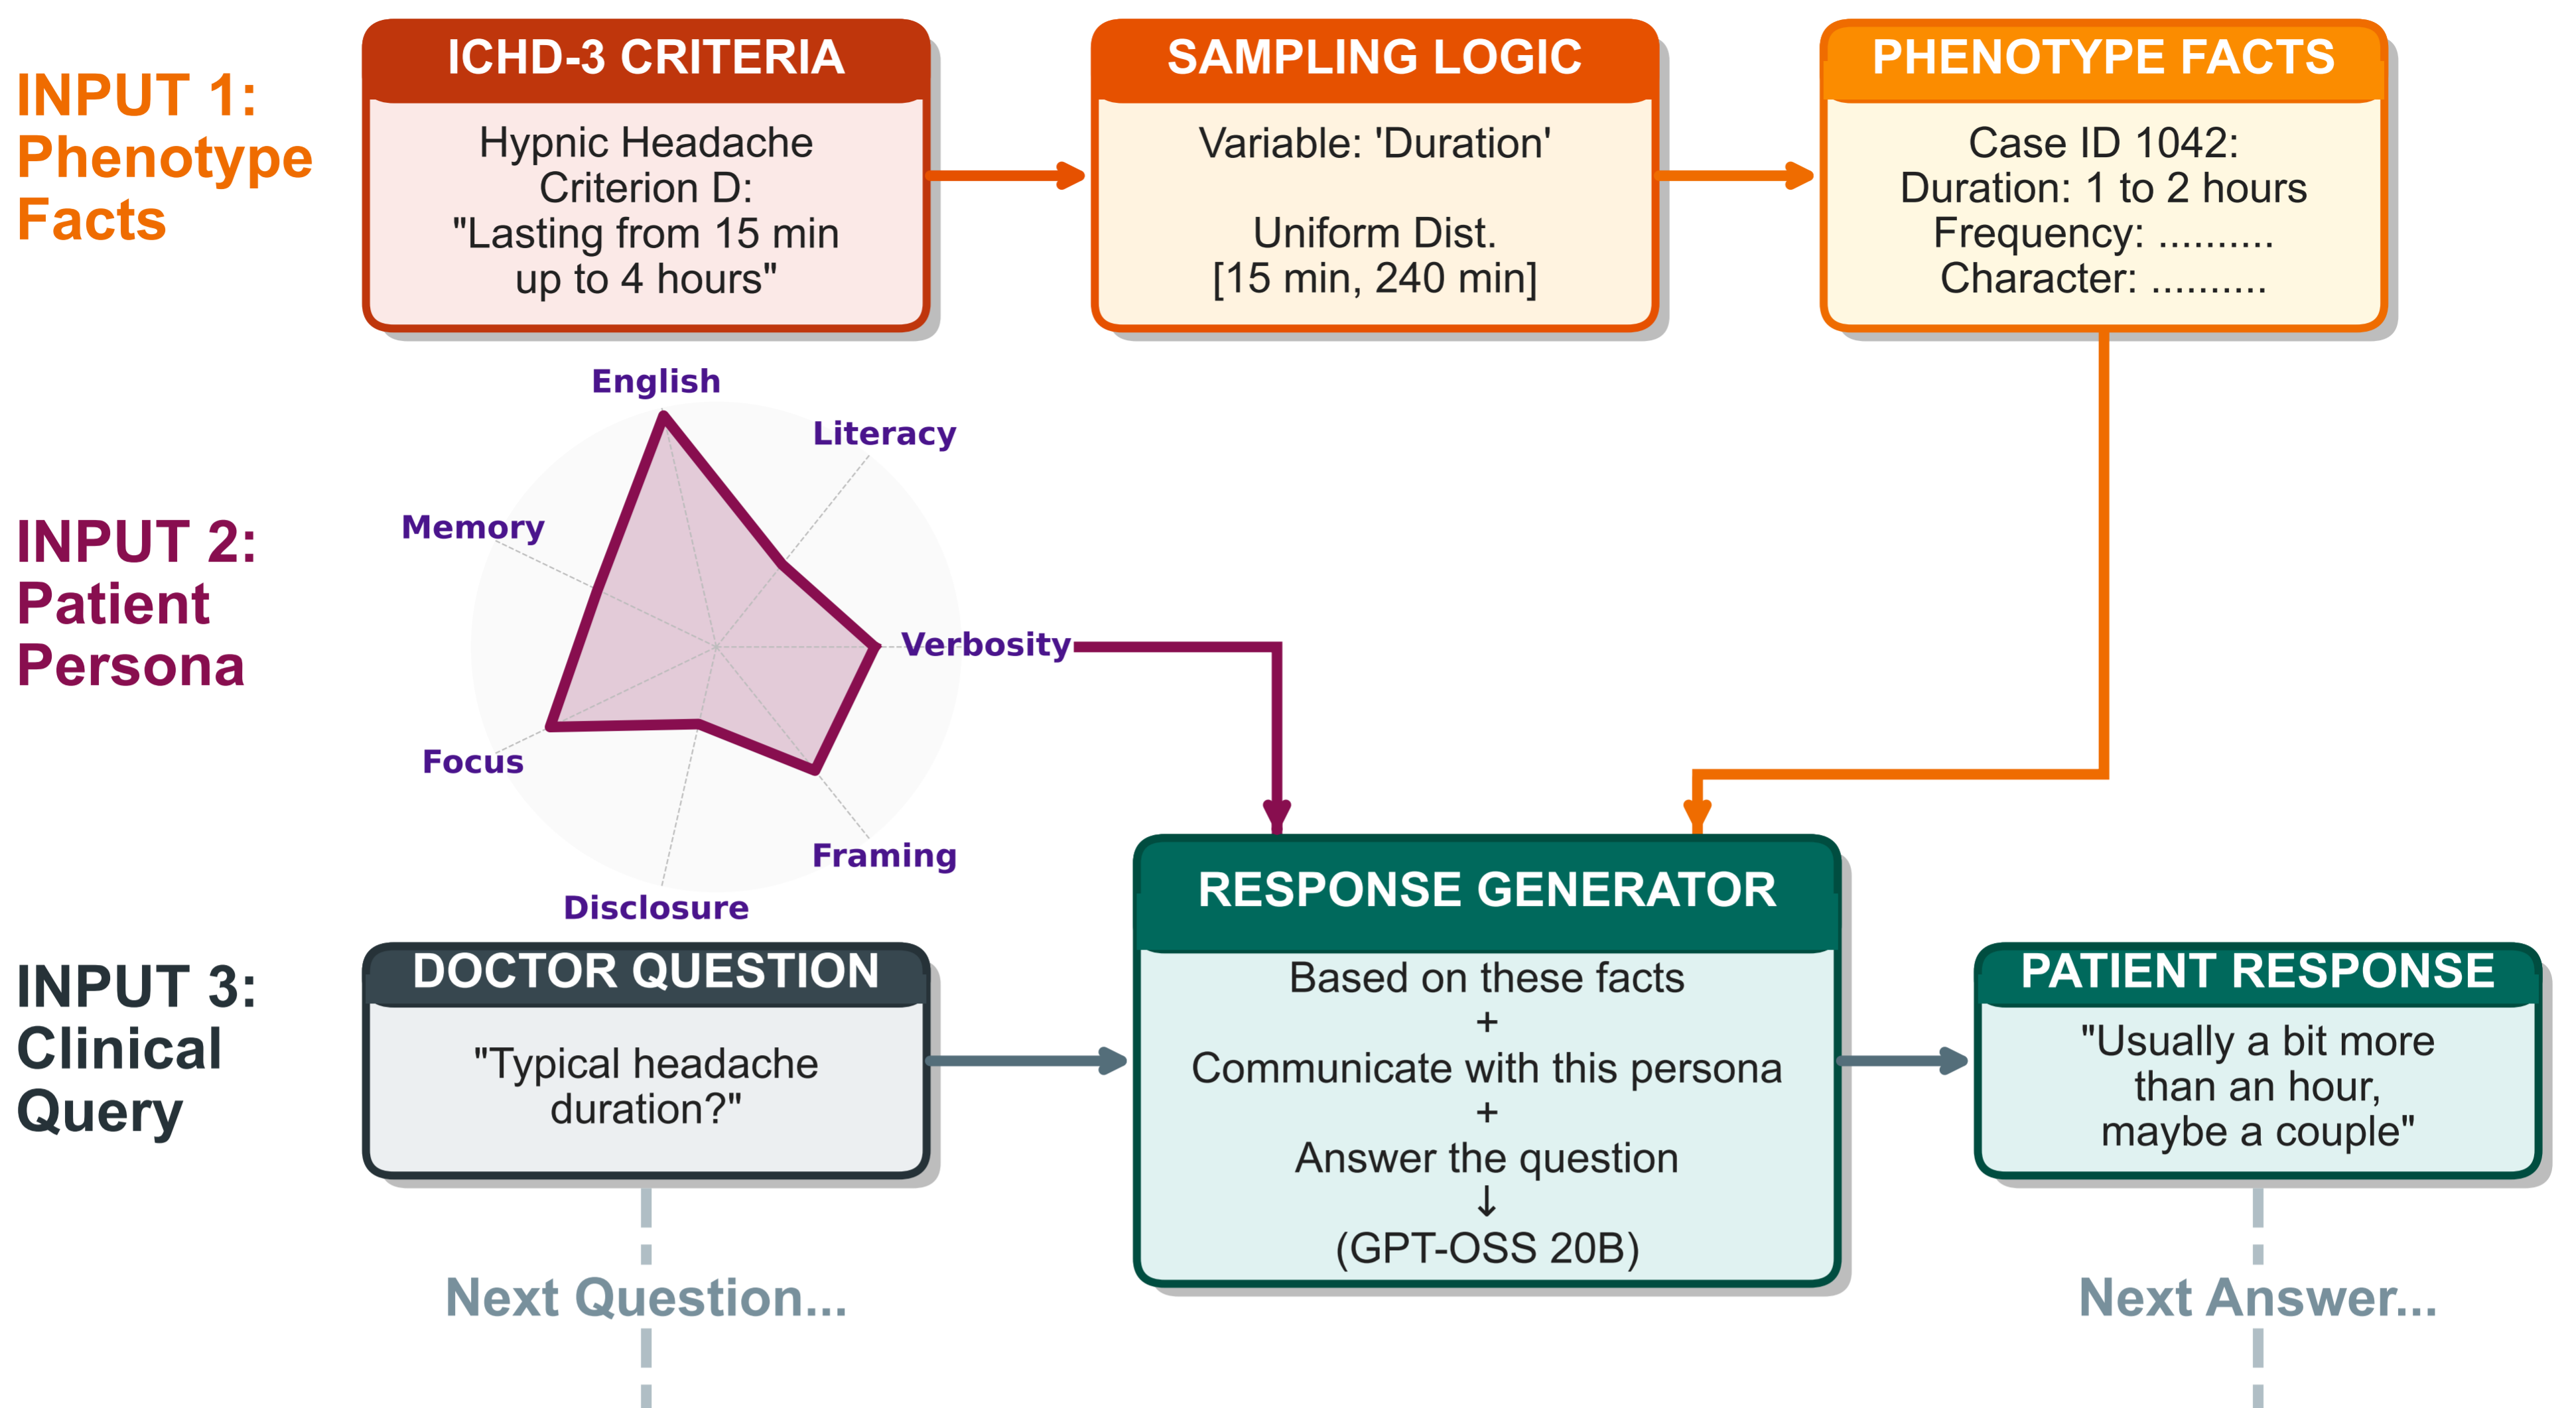 INPUT 1:
Phenotype
Facts
ICHD-3 CRITERIA
Hypnic Headache
Criterion D:
"Lasting from 15 min
up to 4 hours"
SAMPLING LOGIC
Variable: 'Duration'
Uniform Dist.
[15 min, 240 min]
PHENOTYPE FACTS
Case ID 1042:
Duration: 1 to 2 hours
Frequency: ..........
Character: ..........
INPUT 2:
Patient
Persona
English
Literacy
Memory
Verbosity
Focus
Framing
Disclosure
INPUT 3:
Clinical
Query
DOCTOR QUESTION
"Typical headache
duration?"
Next Question...
RESPONSE GENERATOR
Based on these facts
+
Communicate with this persona
+
Answer the question
↓
(GPT-OSS 20B)
PATIENT RESPONSE
"Usually a bit more
than an hour,
maybe a couple"
Next Answer...